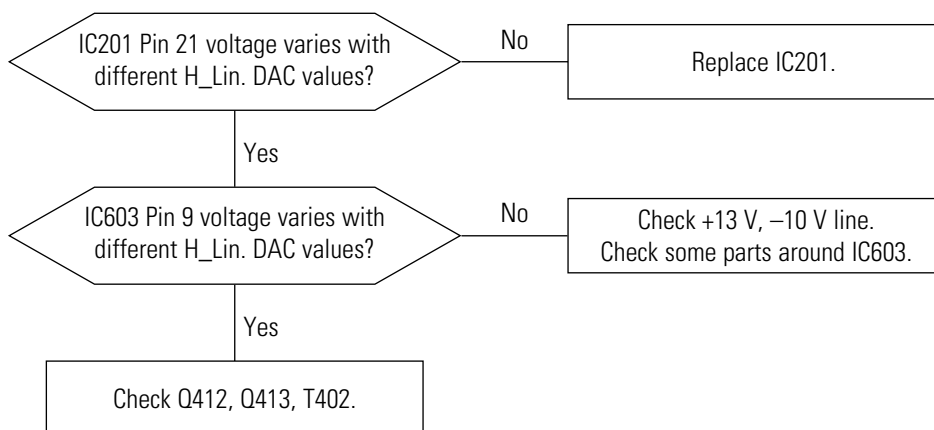 IC201 Pin 21 voltage varies with
different H_Lin. DAC values?
No
Replace IC201.
Yes
IC603 Pin 9 voltage varies with
different H_Lin. DAC values?
No
Check +13 V, –10 V line.
Check some parts around IC603.
Yes
Check Q412, Q413, T402.